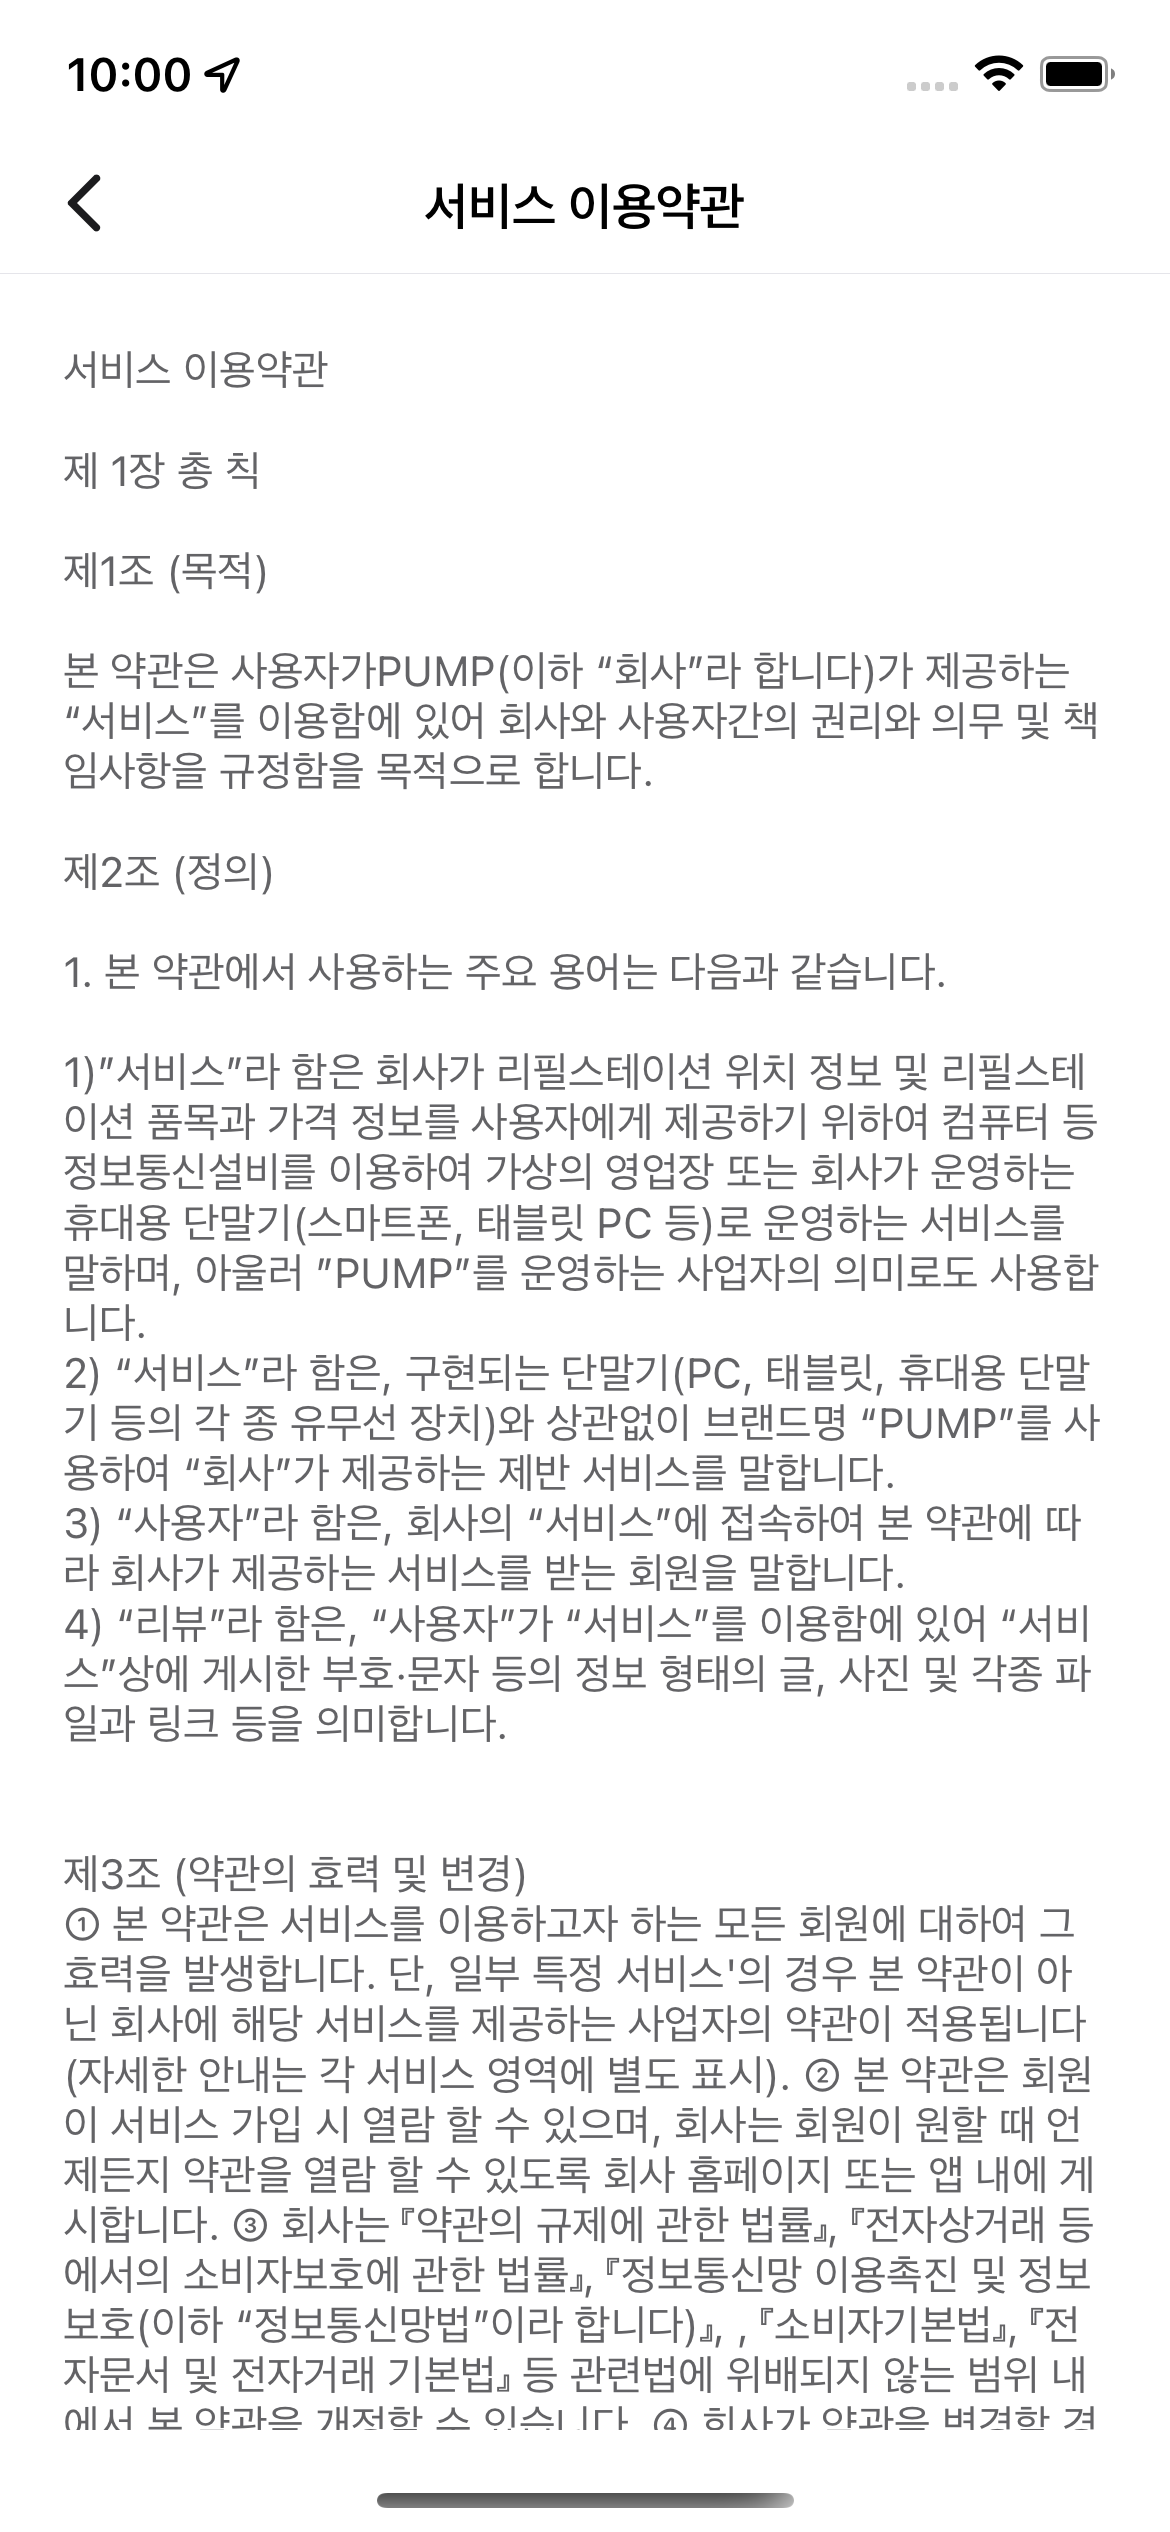 10:00
서비스 이용약관
서비스 이용약관
제 1장 총 칙
제1조 (목적)
본 약관은 사용자가PUMP(이하 “회사”라 합니다)가 제공하는
“서비스”를 이용함에 있어 회사와 사용자간의 권리와 의무 및 책
임사항을 규정함을 목적으로 합니다.
제2조 (정의)
1. 본 약관에서 사용하는 주요 용어는 다음과 같습니다.
1)”서비스”라 함은 회사가 리필스테이션 위치 정보 및 리필스테
이션 품목과 가격 정보를 사용자에게 제공하기 위하여 컴퓨터 등
정보통신설비를 이용하여 가상의 영업장 또는 회사가 운영하는
휴대용 단말기(스마트폰, 태블릿 PC 등)로 운영하는 서비스를
말하며, 아울러 ”PUMP”를 운영하는 사업자의 의미로도 사용합
니다.
2) “서비스”라 함은, 구현되는 단말기(PC, 태블릿, 휴대용 단말
기 등의 각 종 유무선 장치)와 상관없이 브랜드명 “PUMP”를 사
용하여 “회사”가 제공하는 제반 서비스를 말합니다.
3) “사용자”라 함은, 회사의 “서비스”에 접속하여 본 약관에 따
라 회사가 제공하는 서비스를 받는 회원을 말합니다.
4) “리뷰”라 함은, “사용자”가 “서비스”를 이용함에 있어 “서비
스”상에 게시한 부호·문자 등의 정보 형태의 글, 사진 및 각종 파
일과 링크 등을 의미합니다.
제3조 (약관의 효력 및 변경)
① 본 약관은 서비스를 이용하고자 하는 모든 회원에 대하여 그
효력을 발생합니다. 단, 일부 특정 서비스'의 경우 본 약관이 아
닌 회사에 해당 서비스를 제공하는 사업자의 약관이 적용됩니다
(자세한 안내는 각 서비스 영역에 별도 표시). ② 본 약관은 회원
이 서비스 가입 시 열람 할 수 있으며, 회사는 회원이 원할 때 언
제든지 약관을 열람 할 수 있도록 회사 홈페이지 또는 앱 내에 게
시합니다. ③ 회사는『약관의 규제에 관한 법률』,『전자상거래 등
에서의 소비자보호에 관한 법률』,『정보통신망 이용촉진 및 정보
보호(이하 “정보통신망법”이라 합니다)』, ,『소비자기본법』,『전
자문서 및 전자거래 기본법』 등 관련법에 위배되지 않는 범위 내
에서 본 약관을 개정할 수 있습니다. ④ 회사가 약관을 변경할 경